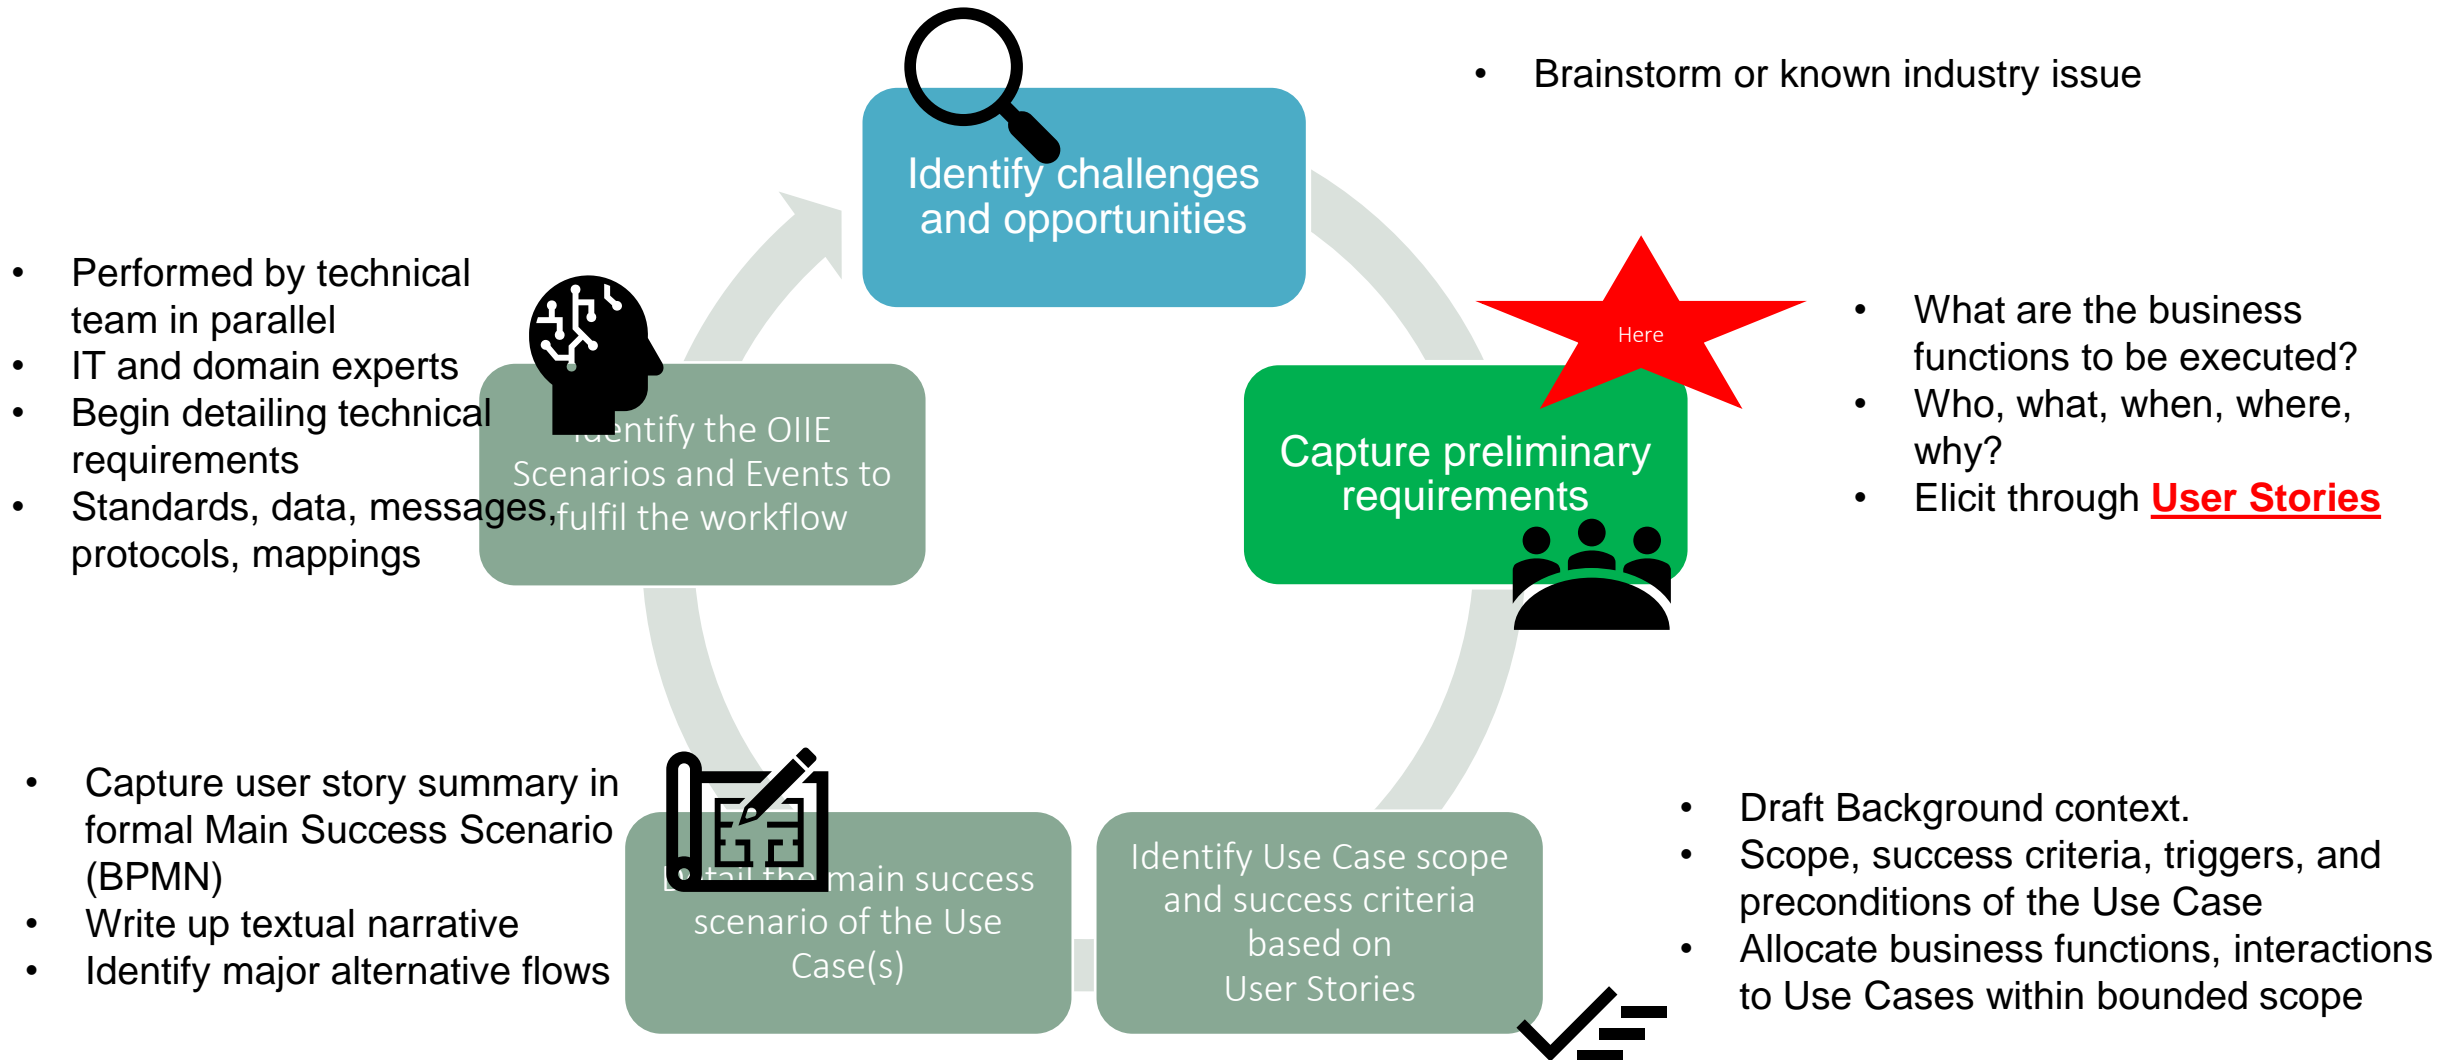 Identify challenges
and opportunities
• Brainstorm or known industry issue
Here
Capture preliminary
requirements
• What are the business
functions to be executed?
• Who, what, when, where,
why?
• Elicit through User Stories
Identify Use Case scope
and success criteria
based on
User Stories
• Draft Background context.
• Scope, success criteria, triggers, and
preconditions of the Use Case
• Allocate business functions, interactions
to Use Cases within bounded scope
Detail the main success
scenario of the Use
Case(s)
• Capture user story summary in
formal Main Success Scenario
(BPMN)
• Write up textual narrative
• Identify major alternative flows
Identify the OIIE
Scenarios and Events to
fulfil the workflow
• Performed by technical
team in parallel
• IT and domain experts
• Begin detailing technical
requirements
• Standards, data, messages,
protocols, mappings